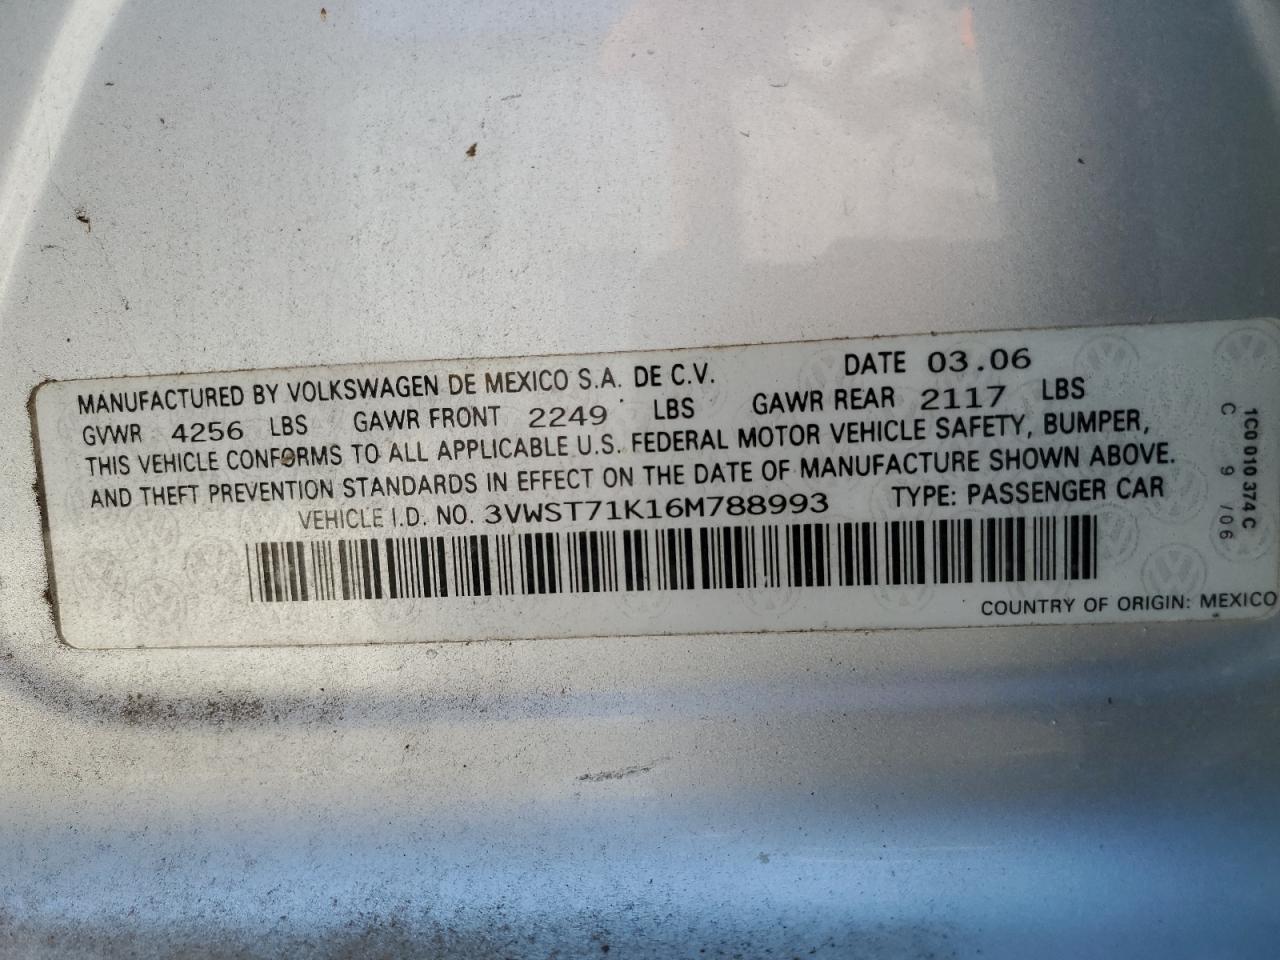 MANUFACTURED BY VOLKSWAGEN DE MEXICO S.A. DE C.V. DATE 03.06
GVWR 4256 LBS GAWR FRONT 2249 LBS GAWR REAR 2117 LBS
THIS VEHICLE CONFORMS TO ALL APPLICABLE U.S. FEDERAL MOTOR VEHICLE SAFETY, BUMPER,
AND THEFT PREVENTION STANDARDS IN EFFECT ON THE DATE OF MANUFACTURE SHOWN ABOVE.
VEHICLE I.D. NO. 3VWST71K16M788993 TYPE: PASSENGER CAR
COUNTRY OF ORIGIN: MEXICO
1C0 010 374 C
C 9 /06